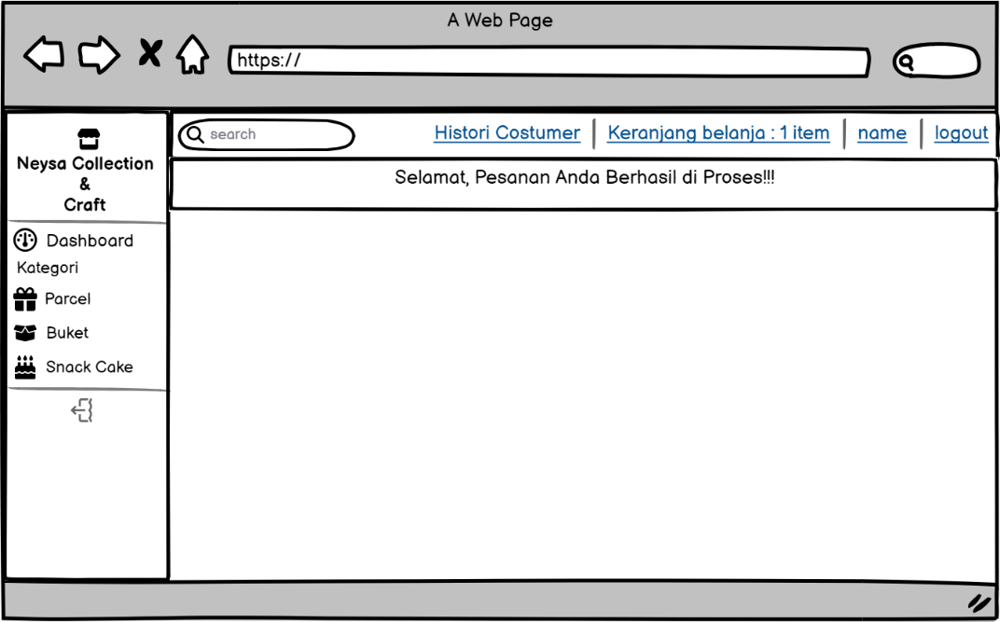 A Web Page
https://
Neysa Collection
&
Craft
Dashboard
Kategori
Parcel
Buket
Snack Cake
search
Histori Costumer
Keranjang belanja : 1 item
name
logout
Selamat, Pesanan Anda Berhasil di Proses!!!